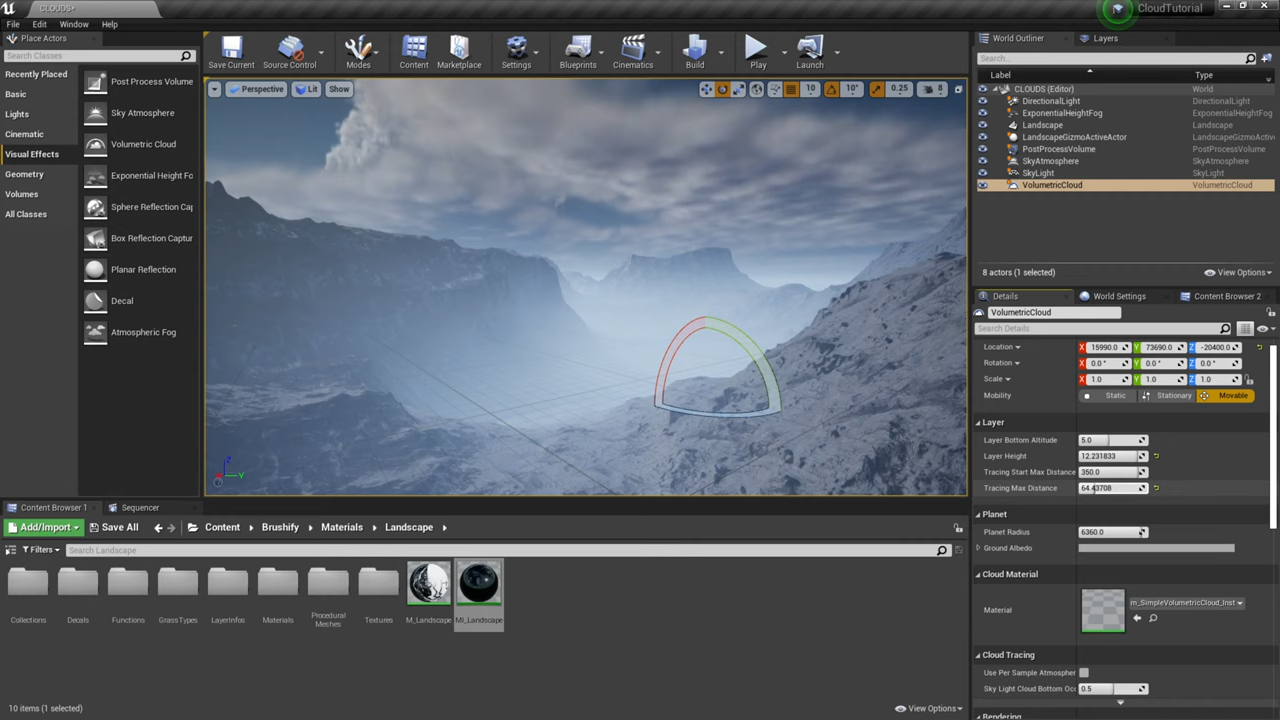 CLOUDS*
CloudTutorial
File Edit Window Help
Place Actors
Search Classes
Recently Placed
Basic
Lights
Cinematic
Visual Effects
Geometry
Volumes
All Classes
Post Process Volume
Sky Atmosphere
Volumetric Cloud
Exponential Height Fo
Sphere Reflection Cap
Box Reflection Captur
Planar Reflection
Decal
Atmospheric Fog
Save Current
Source Control
Modes
Content
Marketplace
Settings
Blueprints
Cinematics
Build
Play
Launch
Perspective Lit Show
10 10° 0.25 8
Z
Y
World Outliner Layers
Search...
Label Type
CLOUDS (Editor) World
DirectionalLight DirectionalLight
ExponentialHeightFog ExponentialHeightFog
Landscape Landscape
LandscapeGizmoActiveActor LandscapeGizmoActive
PostProcessVolume PostProcessVolume
SkyAtmosphere SkyAtmosphere
SkyLight SkyLight
VolumetricCloud VolumetricCloud
8 actors (1 selected) View Options
Details World Settings Content Browser 2
VolumetricCloud
Search Details
Location X 15990.0 Y 73690.0 Z -20400.0
Rotation 0.0 ° 0.0 ° 0.0 °
Scale X 1.0 Y 1.0 Z 1.0
Mobility Static Stationary Movable
Layer
Layer Bottom Altitude 5.0
Layer Height 12.231833
Tracing Start Max Distance 350.0
Tracing Max Distance 64.43708
Planet
Planet Radius 6360.0
Ground Albedo
Cloud Material
Material m_SimpleVolumetricCloud_Inst
Cloud Tracing
Use Per Sample Atmospher
Sky Light Cloud Bottom Occ 0.5
Rendering
Content Browser 1 Sequencer
Add/Import Save All Content Brushify Materials Landscape
Filters Search Landscape
Collections
Decals
Functions
GrassTypes
LayerInfos
Materials
Procedural
Meshes
Textures
M_Landscape
MI_Landscape
10 items (1 selected) View Options